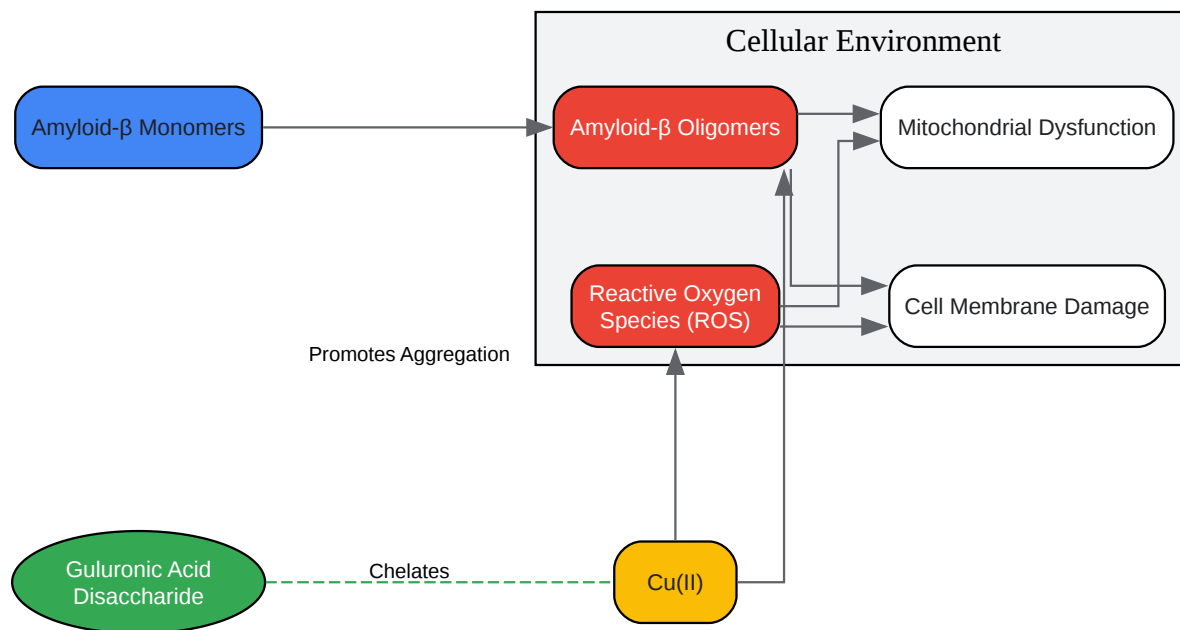 Cellular Environment
Amyloid-β Monomers
Amyloid-β Oligomers
Mitochondrial Dysfunction
Reactive Oxygen
Species (ROS)
Cell Membrane Damage
Promotes Aggregation
Guluronic Acid
Disaccharide
Chelates
Cu(II)